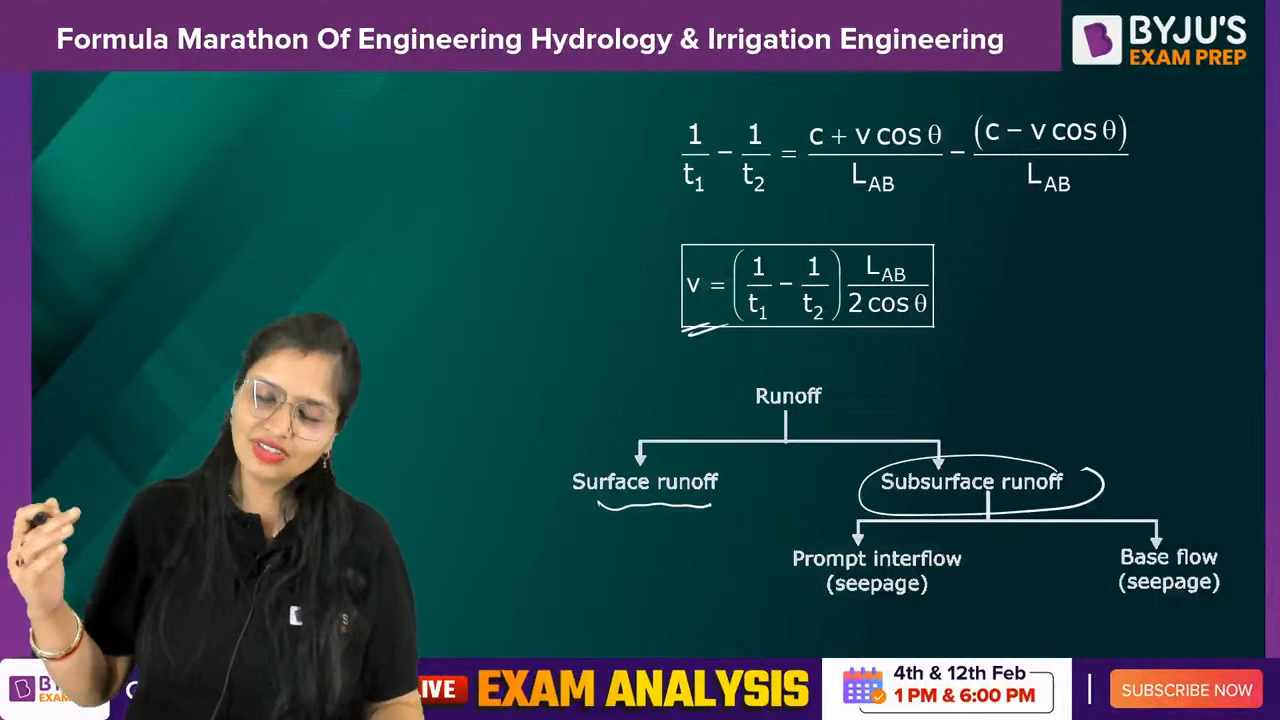 Formula Marathon Of Engineering Hydrology & Irrigation Engineering
BYJU'S
EXAM PREP
1/t₁ − 1/t₂ = (c + v cos θ)/L_AB − (c − v cos θ)/L_AB
v = (1/t₁ − 1/t₂) L_AB/(2 cos θ)
Runoff
Surface runoff
Subsurface runoff
Prompt interflow
(seepage)
Base flow
(seepage)
EXAM ANALYSIS
4th & 12th Feb
1 PM & 6:00 PM
SUBSCRIBE NOW